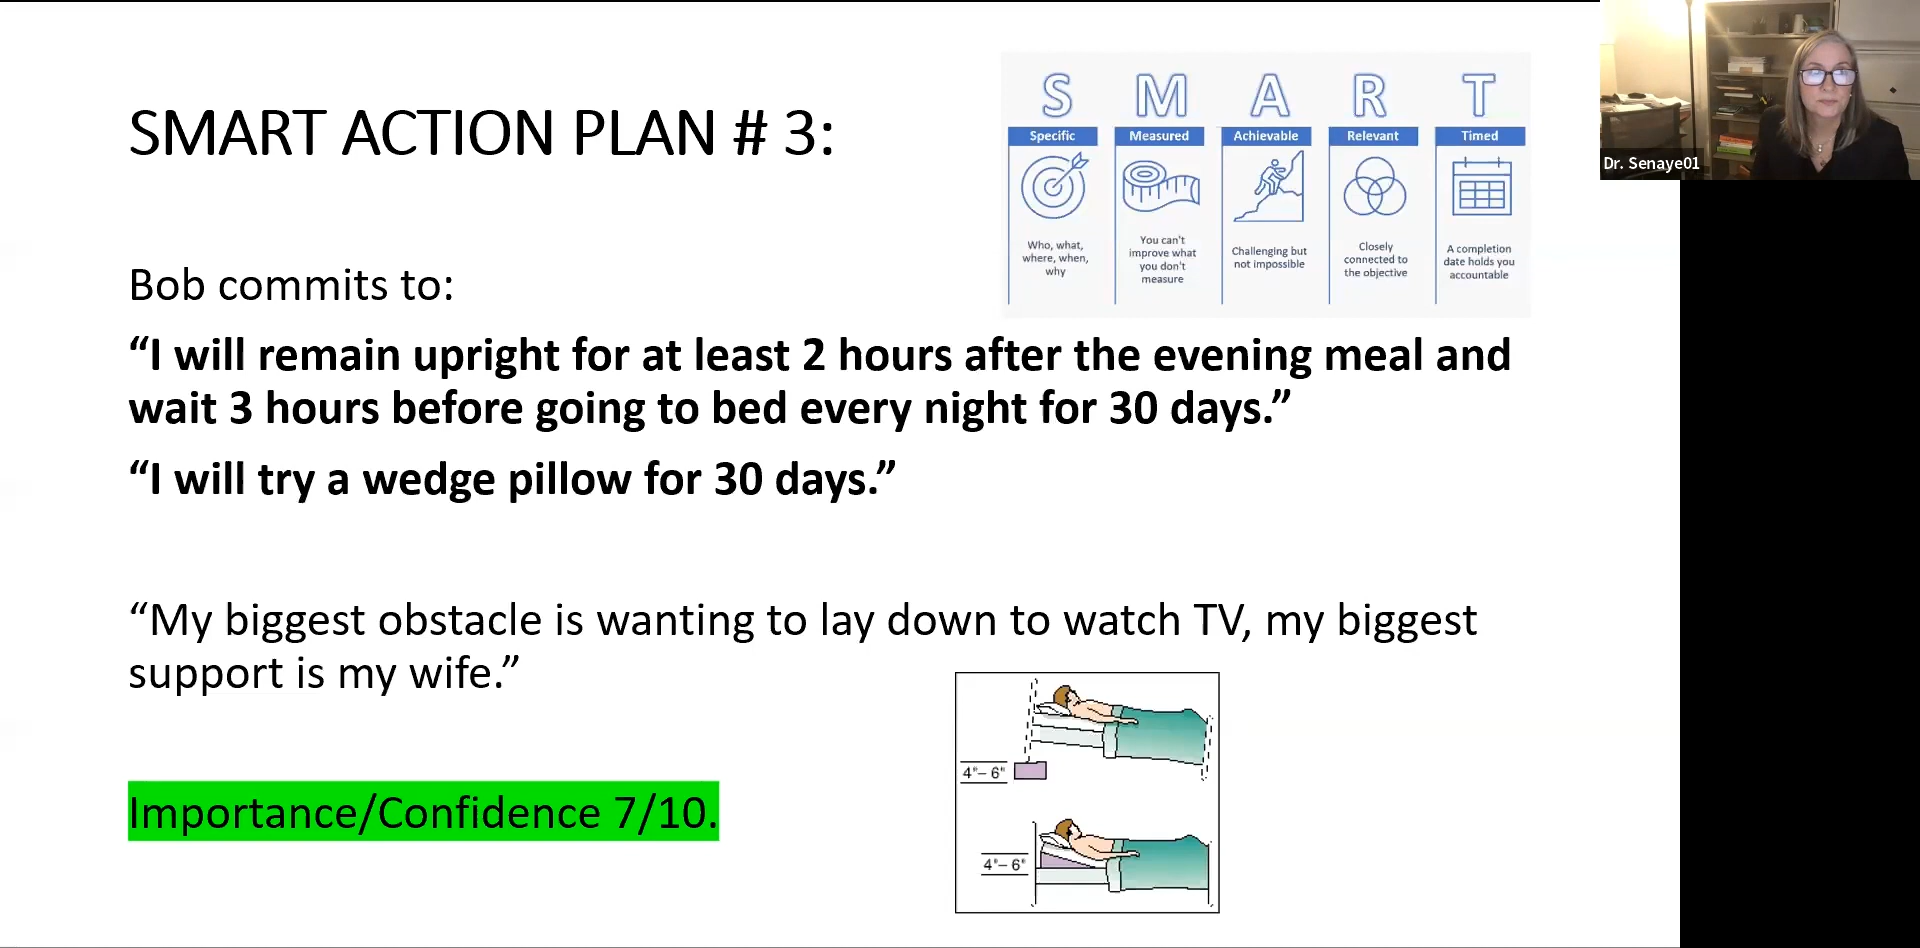 SMART ACTION PLAN # 3:
S M A R T
Specific Measured Achievable Relevant Timed
Who, what,
where, when,
why
You can't
improve what
you don't
measure
Challenging but
not impossible
Closely
connected to
the objective
A completion
date holds you
accountable
Dr. Senaye01
Bob commits to:
“I will remain upright for at least 2 hours after the evening meal and
wait 3 hours before going to bed every night for 30 days.”
“I will try a wedge pillow for 30 days.”
“My biggest obstacle is wanting to lay down to watch TV, my biggest
support is my wife.”
4"– 6"
4"– 6"
Importance/Confidence 7/10.